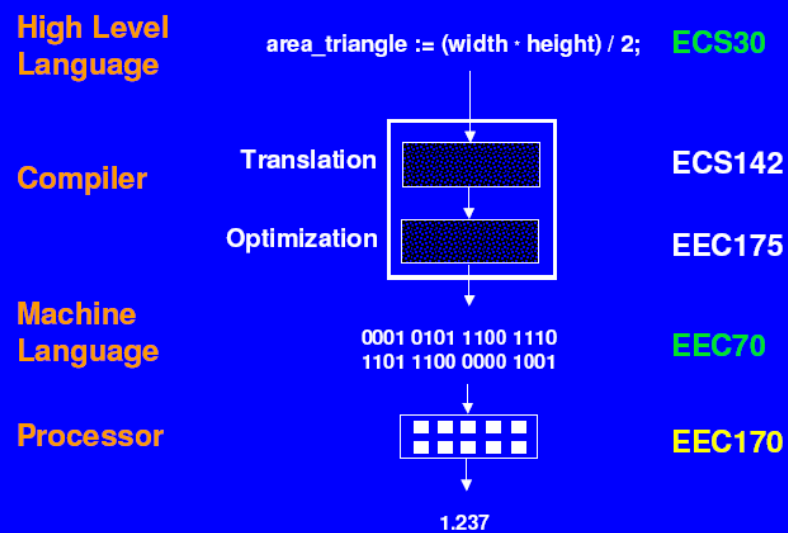 High Level
Language
area_triangle := (width * height) / 2;
ECS30
Compiler
Translation
ECS142
Optimization
EEC175
Machine
Language
0001 0101 1100 1110
1101 1100 0000 1001
EEC70
Processor
EEC170
1.237